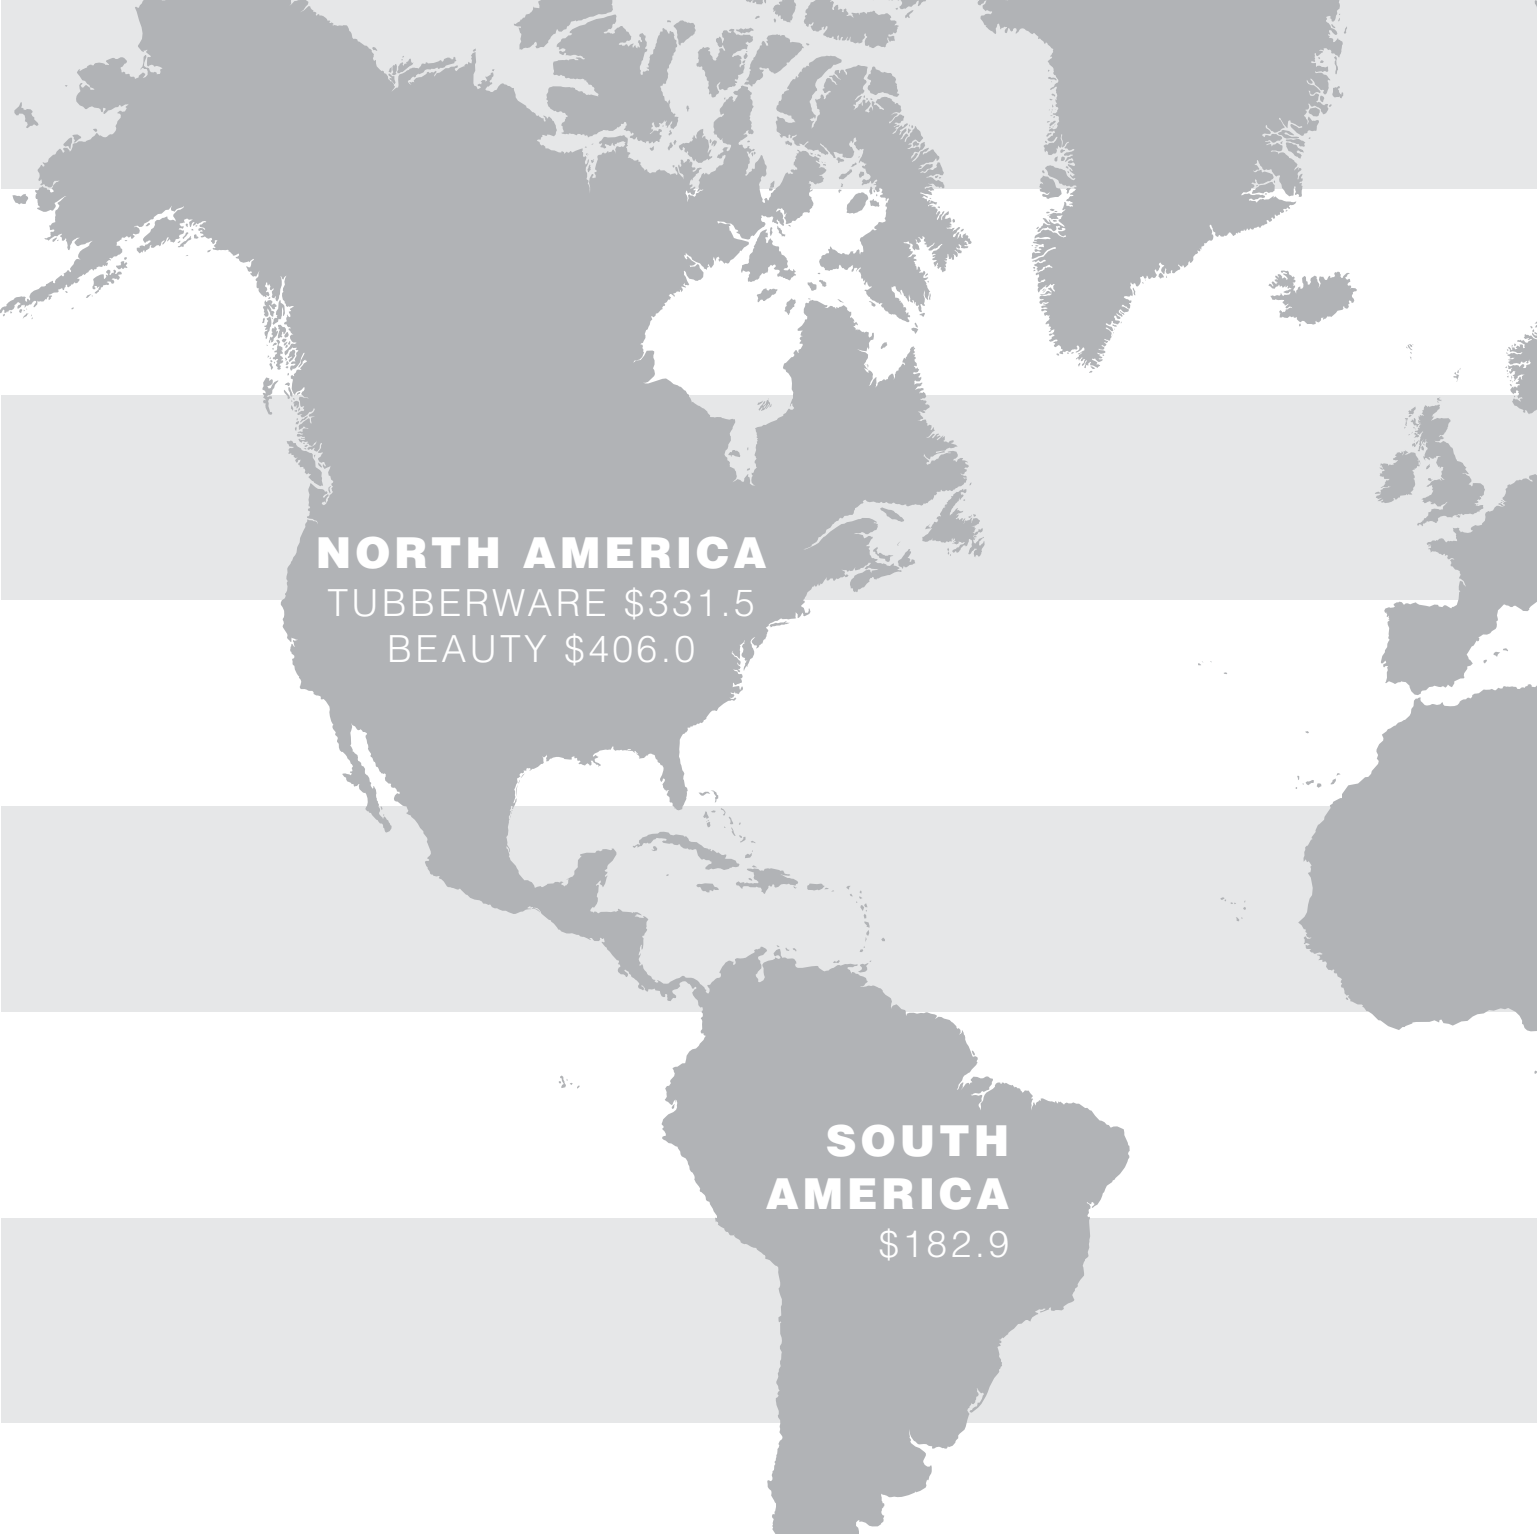 NORTH AMERICA
TUBBERWARE $331.5
BEAUTY $406.0
SOUTH
AMERICA
$182.9